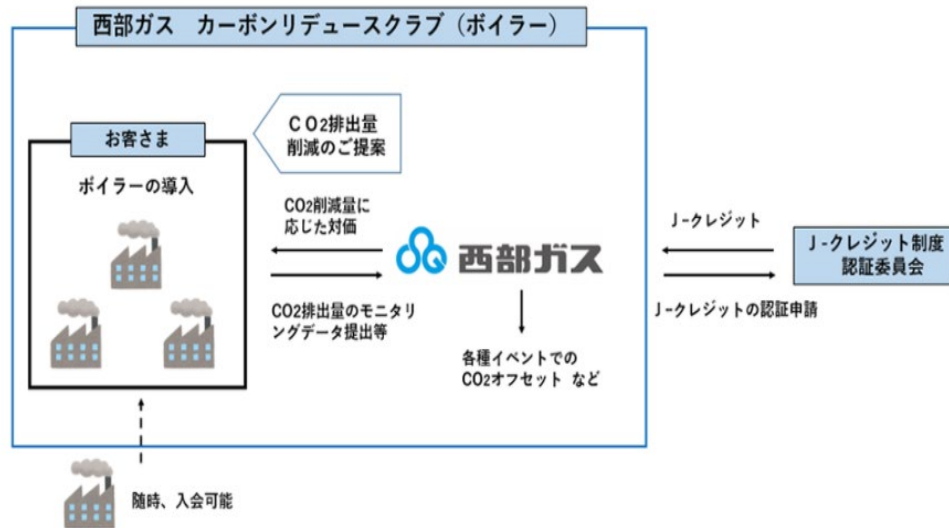 西部ガス カーボンリデュースクラブ（ボイラー）
お客さま
ＣＯ2排出量
削減のご提案
ボイラーの導入
CO2削減量に
応じた対価
西部ガス
CO2排出量のモニタリ
ングデータ提出等
各種イベントでの
CO2オフセット など
J-クレジット
J-クレジットの認証申請
J-クレジット制度
認証委員会
随時、入会可能